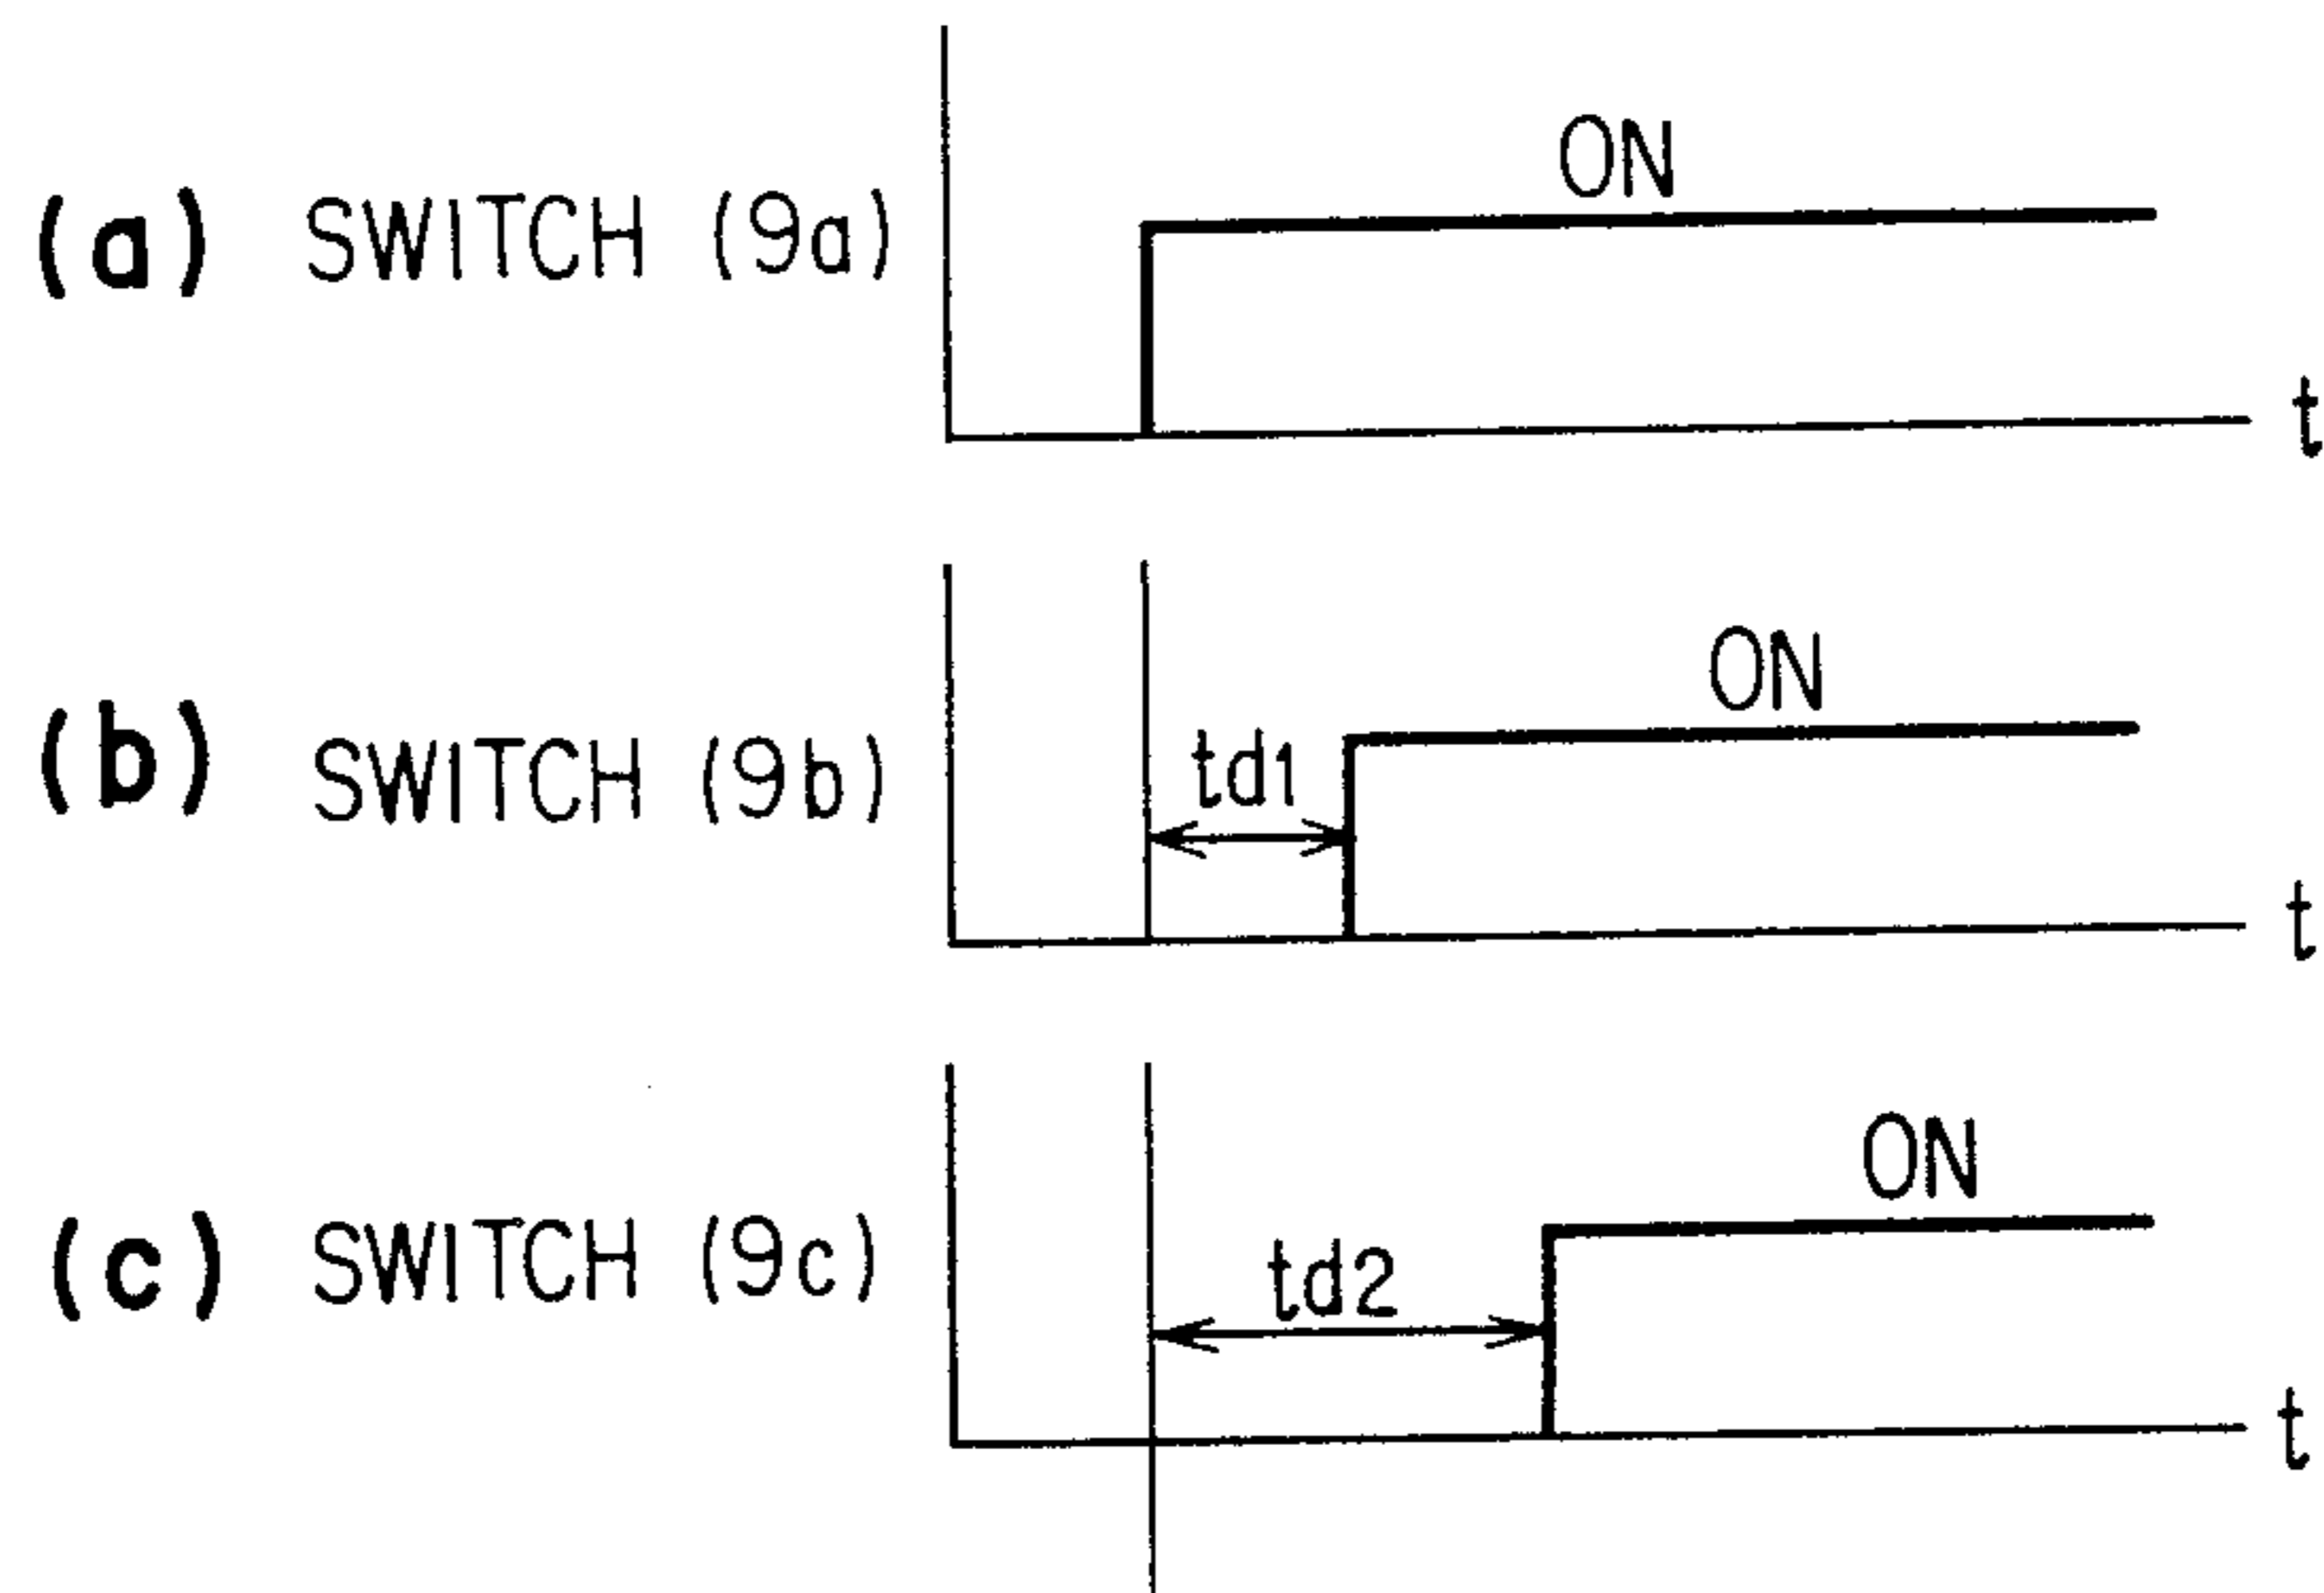 ON
(a) SWITCH (9a)
t
ON
(b) SWITCH (9b)
td1
t
ON
(c) SWITCH (9c)
td2
t